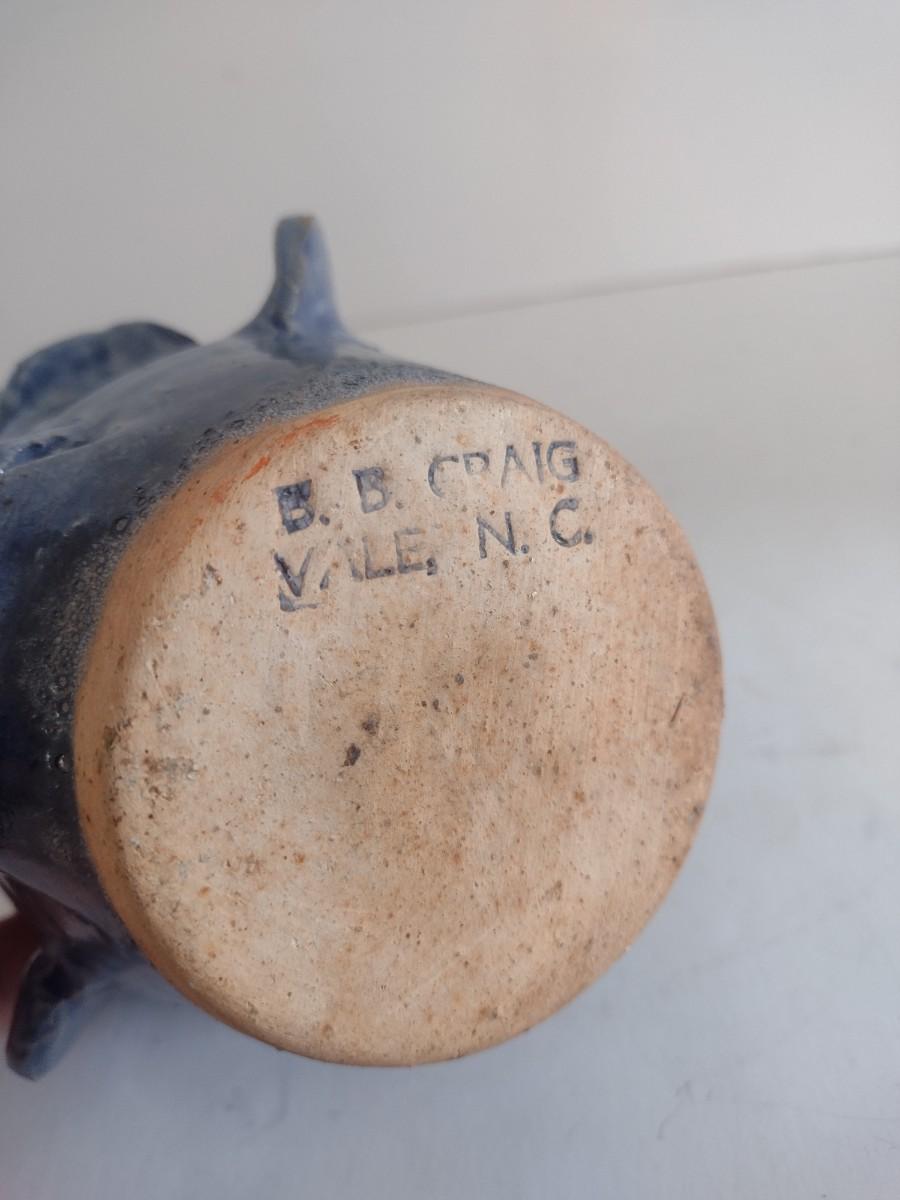 B. B. CRAIG
VALE, N. C.